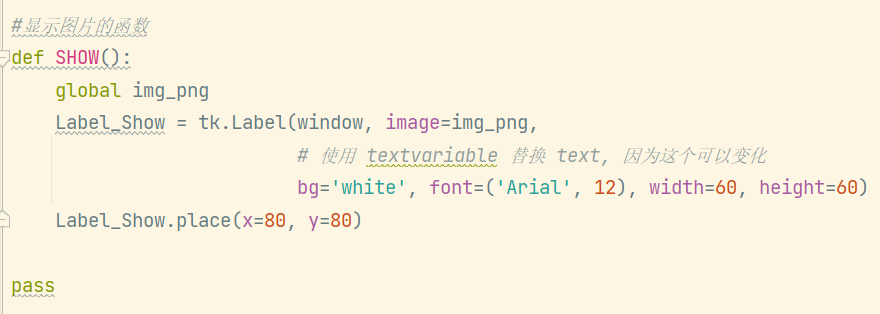 #显示图片的函数
def SHOW():
    global img_png
    Label_Show = tk.Label(window, image=img_png,
                          # 使用 textvariable 替换 text, 因为这个可以变化
                          bg='white', font=('Arial', 12), width=60, height=60)
    Label_Show.place(x=80, y=80)
pass